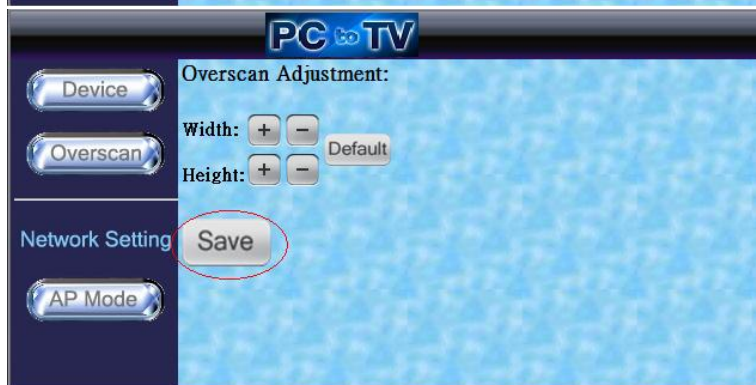 PC to TV
Device
Overscan
Network Setting
AP Mode
Overscan Adjustment:
Width: + −
Default
Height: + −
Save